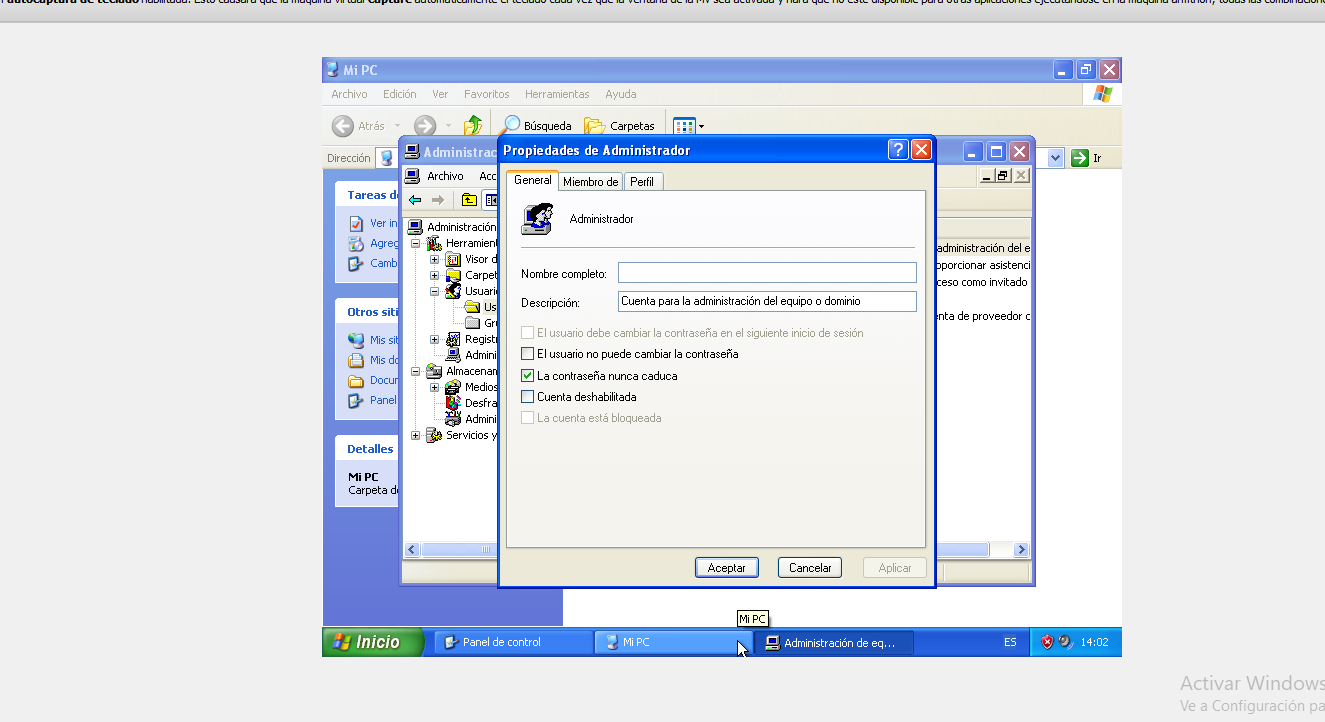 autocaptura de teclado habilitada. Esto causará que la máquina virtual capture automáticamente el teclado cada vez que la ventana de la MV sea activada y hará que no esté disponible para otras aplicaciones ejecutándose en la máquina anfitrión, todas las
Mi PC
Archivo Edición Ver Favoritos Herramientas Ayuda
Atrás Búsqueda Carpetas
Dirección Ir
Administrac
Propiedades de Administrador
Archivo Acc
General Miembro de Perfil
Tareas d
Ver in
Agreg
Camb
Otros siti
Mis sit
Mis do
Docur
Panel
Detalles
Mi PC
Carpeta de
Administración
Herramient
Visor d
Carpet
Usuari
Us
Gru
Registr
Admini
Almacenam
Medios
Desfra
Admini
Servicios y
Administrador
Nombre completo:
Descripción: Cuenta para la administración del equipo o dominio
El usuario debe cambiar la contraseña en el siguiente inicio de sesión
El usuario no puede cambiar la contraseña
La contraseña nunca caduca
Cuenta deshabilitada
La cuenta está bloqueada
Aceptar Cancelar Aplicar
administración del e
oporcionar asistenci
ceso como invitado
enta de proveedor c
Mi PC
Inicio Panel de control Mi PC Administración de eq... ES 14:02
Activar Windows
Ve a Configuración pa